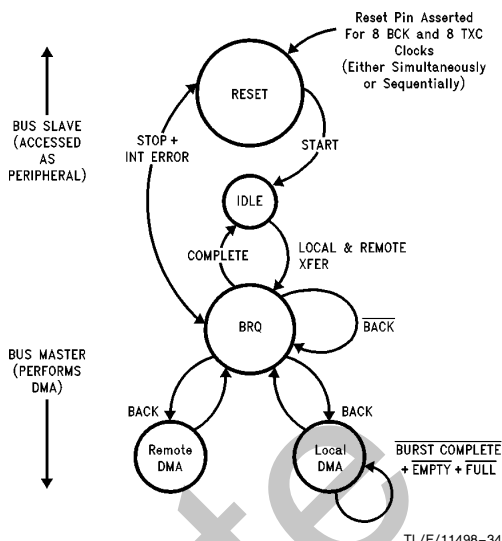 Reset Pin Asserted
For 8 BCK and 8 TXC
Clocks
(Either Simultaneously
or Sequentially)
RESET
BUS SLAVE
(ACCESSED
AS
PERIPHERAL)
STOP +
INT ERROR
START
IDLE
COMPLETE
LOCAL & REMOTE
XFER
BRQ
BACK
BUS MASTER
(PERFORMS
DMA)
BACK
BACK
Remote
DMA
Local
DMA
BURST COMPLETE
+ EMPTY + FULL
TL/F/11498-34